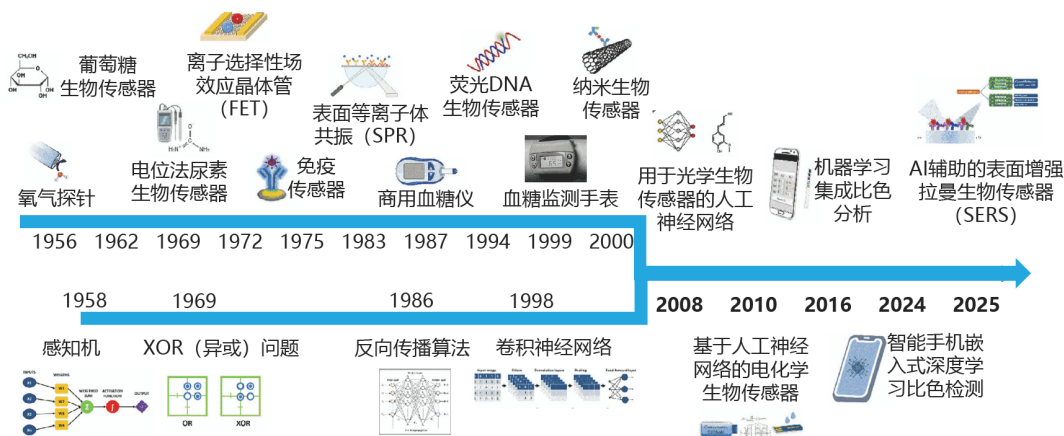 葡萄糖
生物传感器
离子选择性场
效应晶体管
(FET)
表面等离子体
共振(SPR)
荧光DNA
生物传感器
纳米生物
传感器
氧气探针
电位法尿素
生物传感器
免疫
传感器
商用血糖仪
血糖监测手表
用于光学生物
传感器的人工
神经网络
机器学习
集成比色
分析
AI辅助的表面增强
拉曼生物传感器
(SERS)
1956 1962 1969 1972 1975 1983 1987 1994 1999 2000
1958 1969 1986 1998
2008 2010 2016 2024 2025
感知机
XOR(异或)问题
反向传播算法
卷积神经网络
基于人工神经
网络的电化学
生物传感器
智能手机嵌
入式深度学
习比色检测
OR
XOR